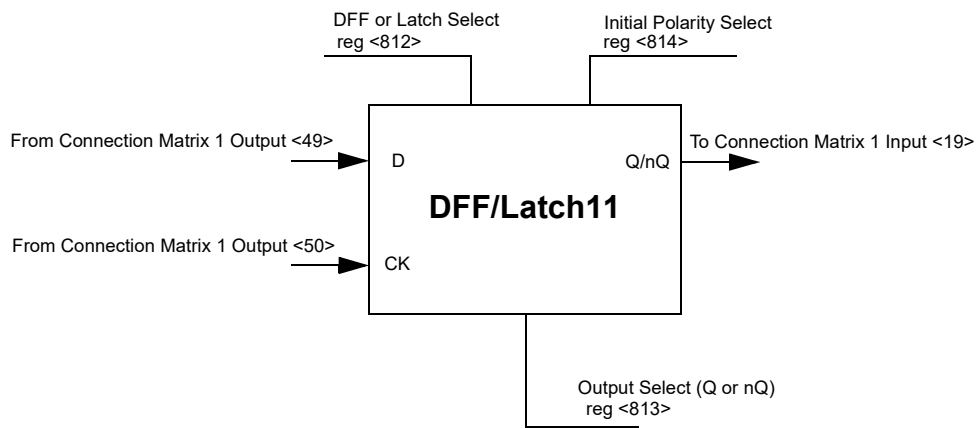 DFF or Latch Select
reg <812>
Initial Polarity Select
reg <814>
From Connection Matrix 1 Output <49>
D
Q/nQ
To Connection Matrix 1 Input <19>
DFF/Latch11
From Connection Matrix 1 Output <50>
CK
Output Select (Q or nQ)
reg <813>